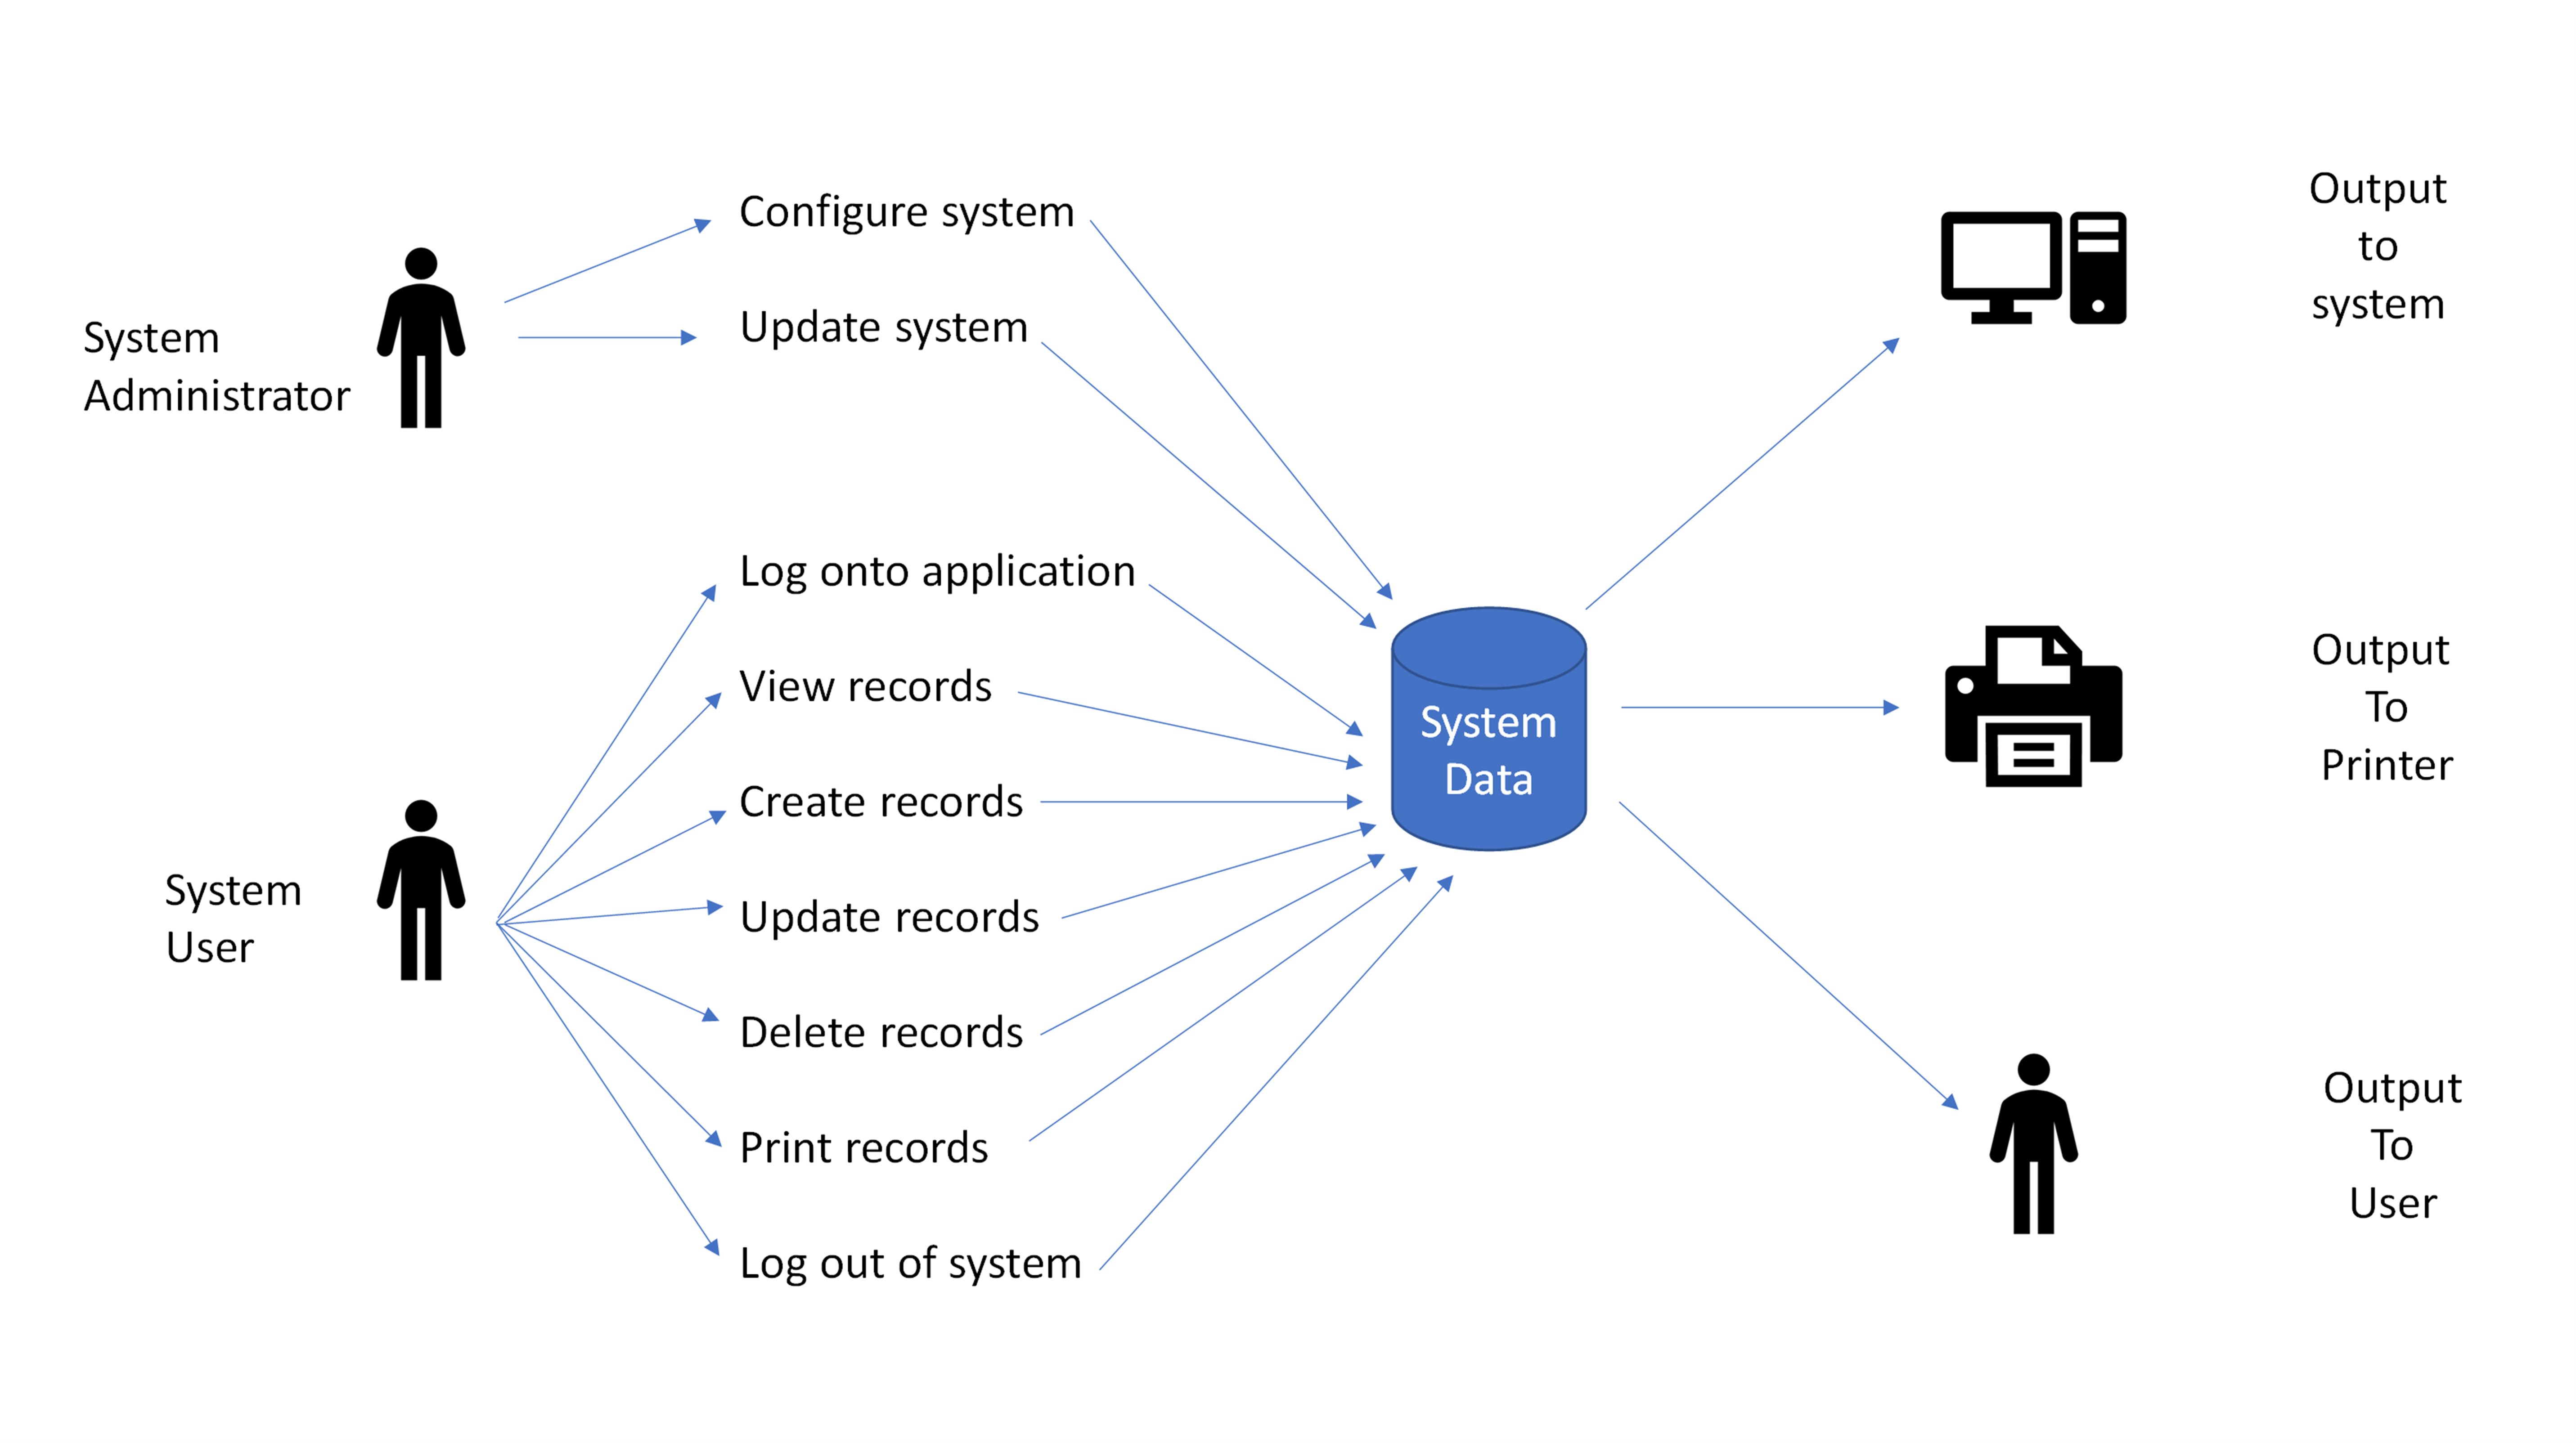 System
Administrator
Configure system
Update system
System
User
Log onto application
View records
Create records
Update records
Delete records
Print records
Log out of system
System
Data
Output
to
system
Output
To
Printer
Output
To
User